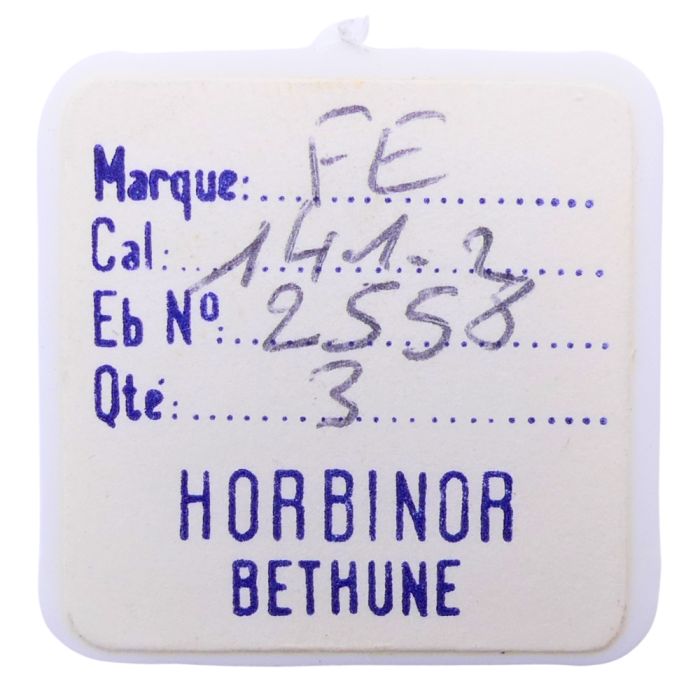 Marque: FE
Cal: 141-2
Eb Nº: 2558
Qté: 3
HORBINOR
BETHUNE